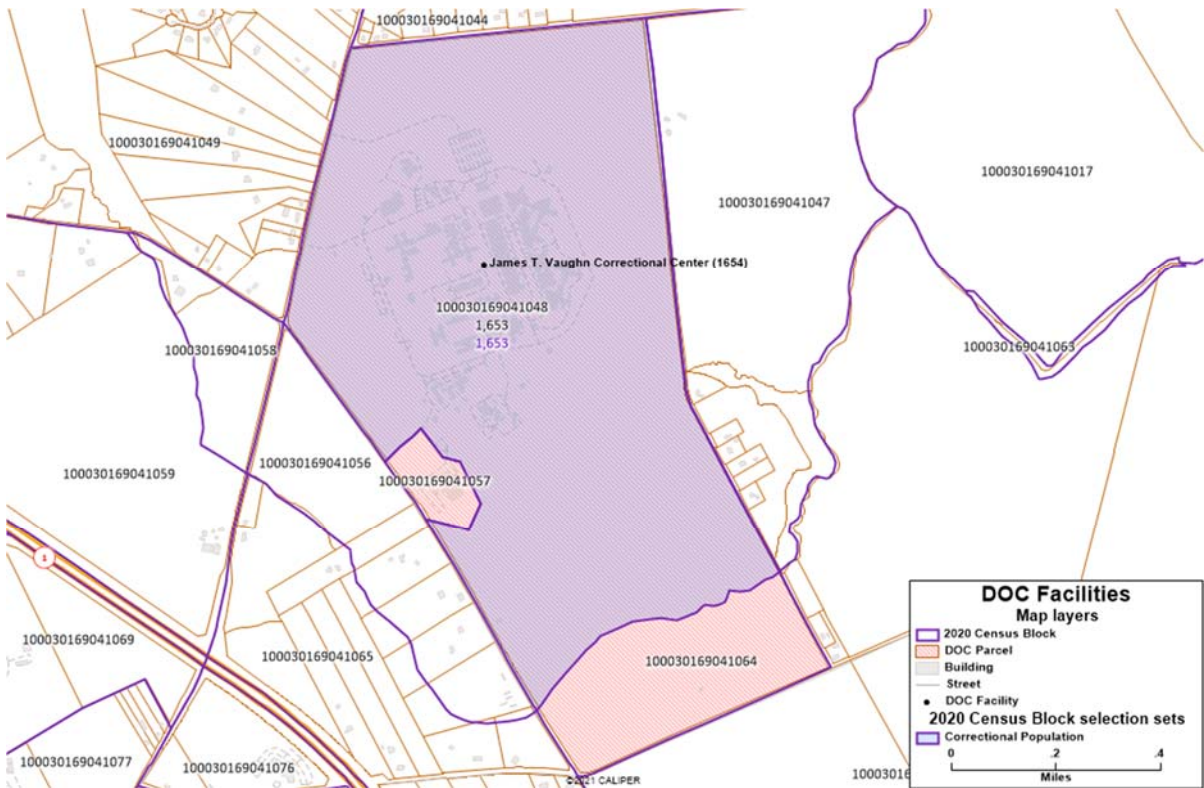 100030169041044
100030169041049
100030169041017
100030169041047
James T. Vaughn Correctional Center (1654)
100030169041048
1,653
1,653
100030169041058
100030169041063
100030169041056
100030169041059
100030169041057
1
100030169041069
100030169041065
100030169041064
100030169041077
100030169041076
1000301690
©2021 CALIPER
DOC Facilities
Map layers
2020 Census Block
DOC Parcel
Building
Street
DOC Facility
2020 Census Block selection sets
Correctional Population
0 .2 .4
Miles